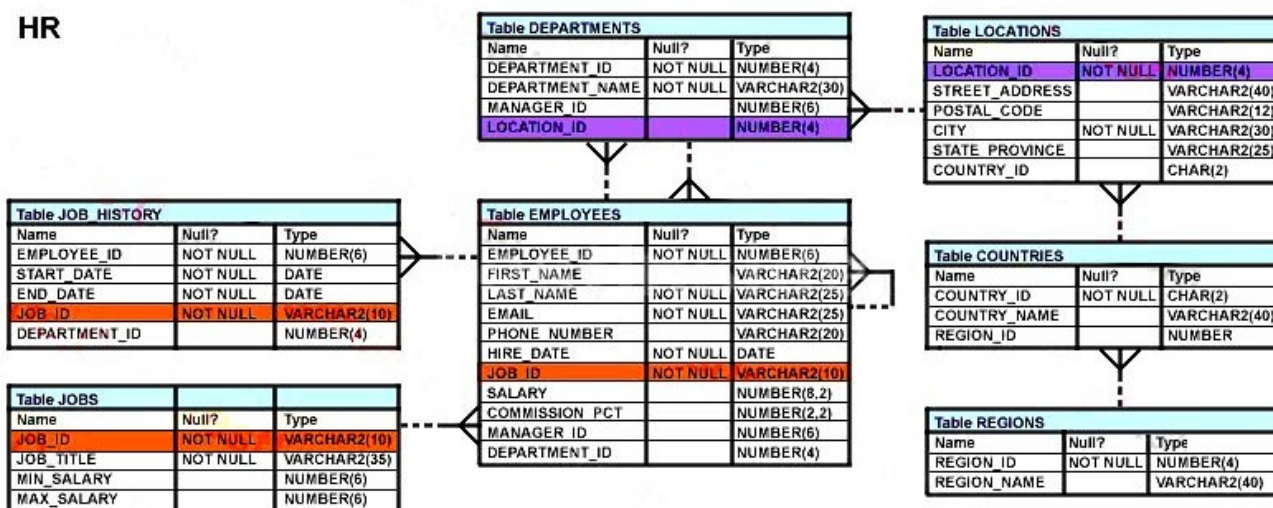 HR
Table DEPARTMENTS
Name Null? Type
DEPARTMENT_ID NOT NULL NUMBER(4)
DEPARTMENT_NAME NOT NULL VARCHAR2(30)
MANAGER_ID NUMBER(6)
LOCATION_ID NUMBER(4)
Table LOCATIONS
Name Null? Type
LOCATION_ID NOT NULL NUMBER(4)
STREET_ADDRESS VARCHAR2(40)
POSTAL_CODE VARCHAR2(12)
CITY NOT NULL VARCHAR2(30)
STATE_PROVINCE VARCHAR2(25)
COUNTRY_ID CHAR(2)
Table JOB_HISTORY
Name Null? Type
EMPLOYEE_ID NOT NULL NUMBER(6)
START_DATE NOT NULL DATE
END_DATE NOT NULL DATE
JOB_ID NOT NULL VARCHAR2(10)
DEPARTMENT_ID NUMBER(4)
Table EMPLOYEES
Name Null? Type
EMPLOYEE_ID NOT NULL NUMBER(6)
FIRST_NAME VARCHAR2(20)
LAST_NAME NOT NULL VARCHAR2(25)
EMAIL NOT NULL VARCHAR2(25)
PHONE_NUMBER VARCHAR2(20)
HIRE_DATE NOT NULL DATE
JOB_ID NOT NULL VARCHAR2(10)
SALARY NUMBER(8,2)
COMMISSION_PCT NUMBER(2,2)
MANAGER_ID NUMBER(6)
DEPARTMENT_ID NUMBER(4)
Table COUNTRIES
Name Null? Type
COUNTRY_ID NOT NULL CHAR(2)
COUNTRY_NAME VARCHAR2(40)
REGION_ID NUMBER
Table JOBS
Name Null? Type
JOB_ID NOT NULL VARCHAR2(10)
JOB_TITLE NOT NULL VARCHAR2(35)
MIN_SALARY NUMBER(6)
MAX_SALARY NUMBER(6)
Table REGIONS
Name Null? Type
REGION_ID NOT NULL NUMBER(4)
REGION_NAME VARCHAR2(40)